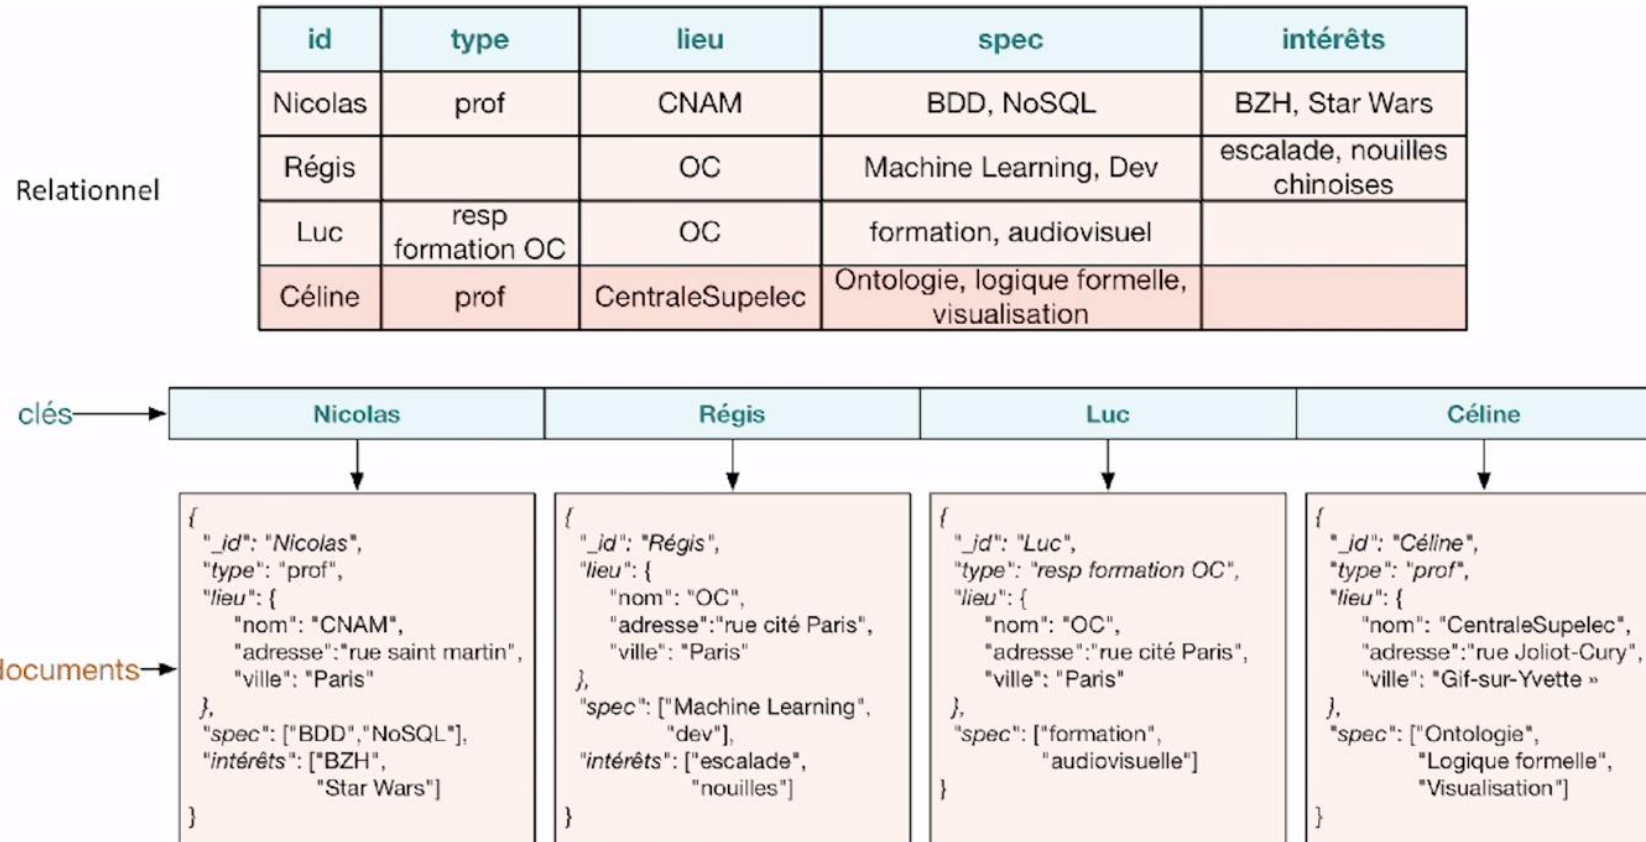 id type lieu spec intérêts
Nicolas prof CNAM BDD, NoSQL BZH, Star Wars
Régis OC Machine Learning, Dev escalade, nouilles
chinoises
Relationnel
Luc resp
formation OC OC formation, audiovisuel
Céline prof CentraleSupelec Ontologie, logique formelle,
visualisation
clés Nicolas Régis Luc Céline
documents
{
"_id": "Nicolas",
"type": "prof",
"lieu": {
"nom": "CNAM",
"adresse":"rue saint martin",
"ville": "Paris"
},
"spec": ["BDD","NoSQL"],
"intérêts": ["BZH",
"Star Wars"]
}
{
"_id": "Régis",
"lieu": {
"nom": "OC",
"adresse":"rue cité Paris",
"ville": "Paris"
},
"spec": ["Machine Learning",
"dev"],
"intérêts": ["escalade",
"nouilles"]
}
{
"_id": "Luc",
"type": "resp formation OC",
"lieu": {
"nom": "OC",
"adresse":"rue cité Paris",
"ville": "Paris"
},
"spec": ["formation",
"audiovisuelle"]
}
{
"_id": "Céline",
"type": "prof",
"lieu": {
"nom": "CentraleSupelec",
"adresse":"rue Joliot-Cury",
"ville": "Gif-sur-Yvette »
},
"spec": ["Ontologie",
"Logique formelle",
"Visualisation"]
}